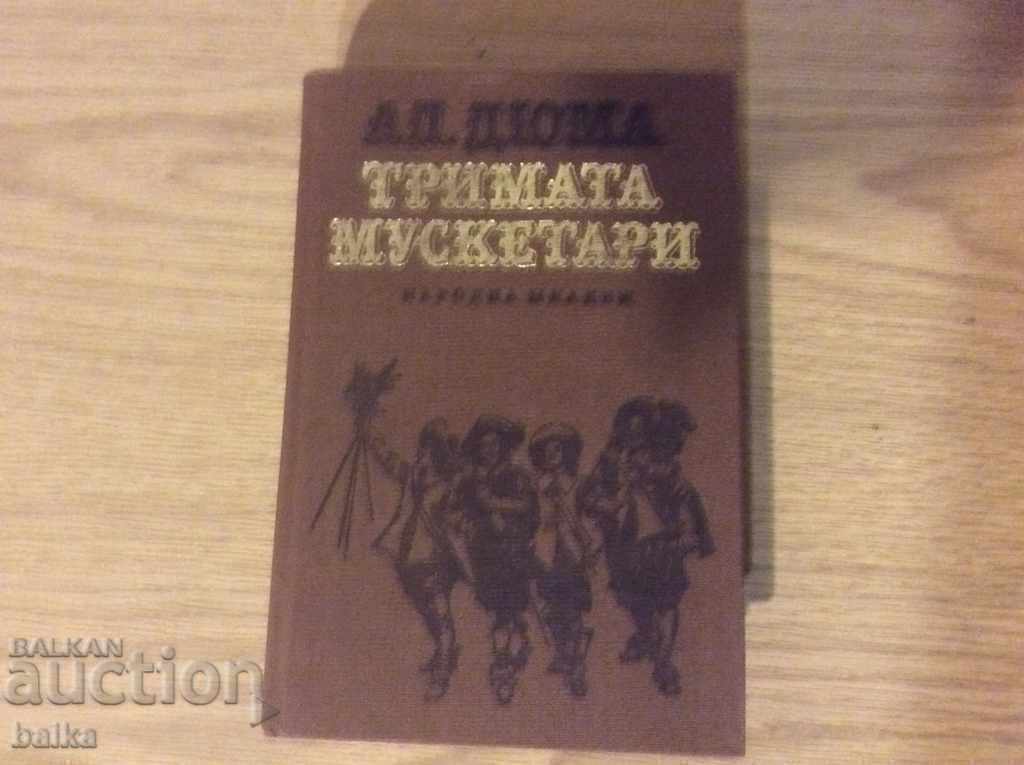 АЛ. ДЮМА
ТРИМАТА
МУСКЕТАРИ
НАРОДНА МЛАДЕЖ
BALKAN
auction
balka